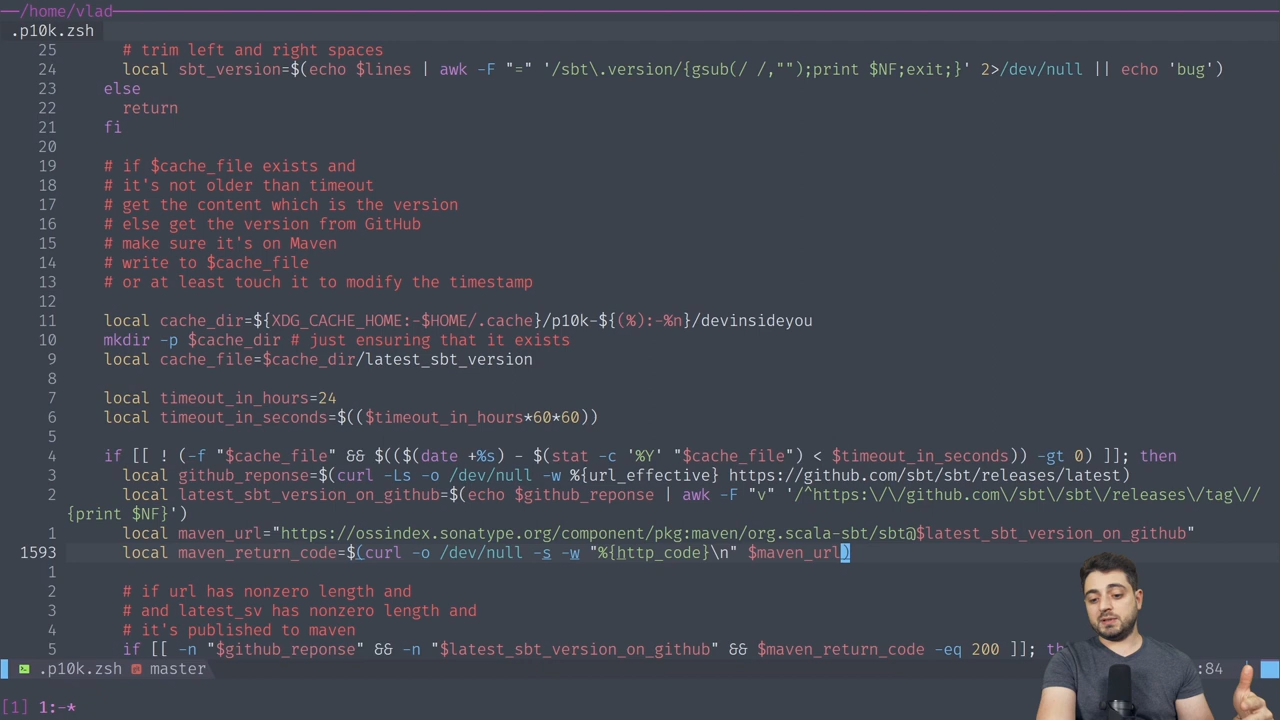 /home/vlad
.p10k.zsh
25 # trim left and right spaces
24 local sbt_version=$(echo $lines | awk -F "=" '/sbt\.version/{gsub(/ /,"");print $NF;exit;}' 2>/dev/null || echo 'bug')
23 else
22 return
21 fi
20
19 # if $cache_file exists and
18 # it's not older than timeout
17 # get the content which is the version
16 # else get the version from GitHub
15 # make sure it's on Maven
14 # write to $cache_file
13 # or at least touch it to modify the timestamp
12
11 local cache_dir=${XDG_CACHE_HOME:-$HOME/.cache}/p10k-${(%):-%n}/devinsideyou
10 mkdir -p $cache_dir # just ensuring that it exists
9 local cache_file=$cache_dir/latest_sbt_version
8
7 local timeout_in_hours=24
6 local timeout_in_seconds=$(($timeout_in_hours*60*60))
5
4 if [[ ! (-f "$cache_file" && $(($(date +%s) - $(stat -c '%Y' "$cache_file") < $timeout_in_seconds)) -gt 0) ]]; then
3 local github_reponse=$(curl -Ls -o /dev/null -w %{url_effective} https://github.com/sbt/sbt/releases/latest)
2 local latest_sbt_version_on_github=$(echo $github_reponse | awk -F "v" '/^https:\/\/github.com\/sbt\/sbt\/releases\/tag\//
{print $NF}')
1 local maven_url="https://ossindex.sonatype.org/component/pkg:maven/org.scala-sbt/sbt@$latest_sbt_version_on_github"
1593 local maven_return_code=$(curl -o /dev/null -s -w "%{http_code}\n" $maven_url)
1
2 # if url has nonzero length and
3 # and latest_sv has nonzero length and
4 # it's published to maven
5 if [[ -n "$github_reponse" && -n "$latest_sbt_version_on_github" && $maven_return_code -eq 200 ]]; th
.p10k.zsh master :84
[1] 1:-*